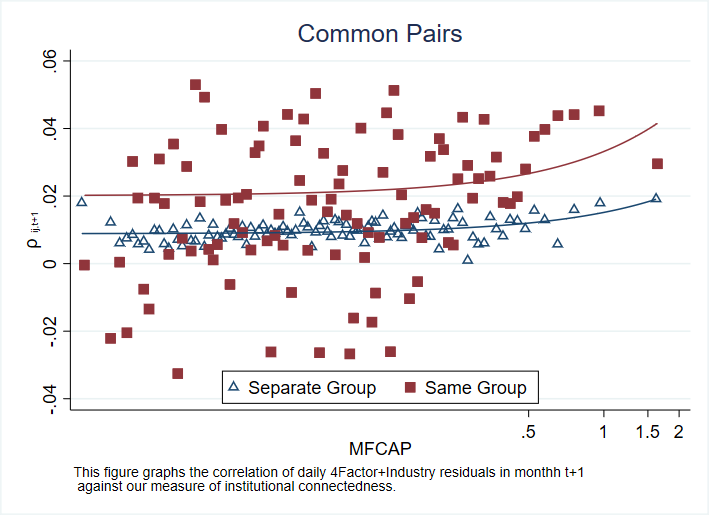 Common Pairs
.06
.04
.02
0
-.02
-.04
ρ ij,t+1
.5 1 1.5 2
MFCAP
Separate Group Same Group
This figure graphs the correlation of daily 4Factor+Industry residuals in monthh t+1
against our measure of institutional connectedness.